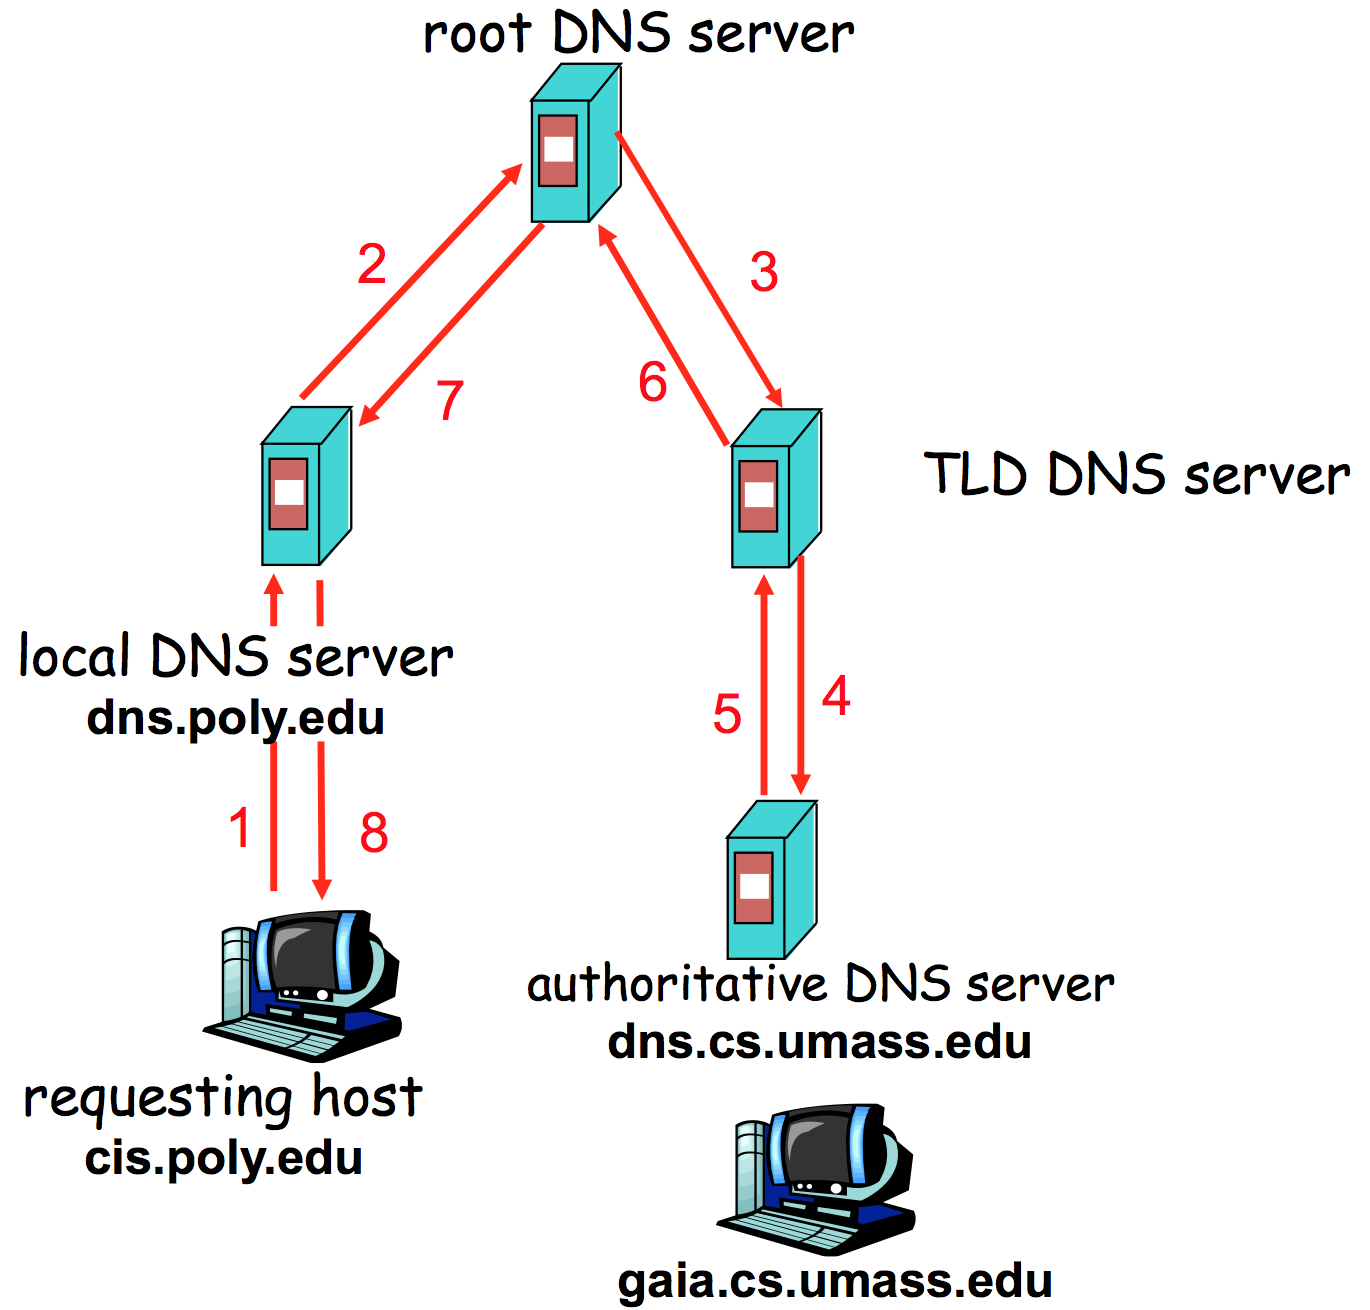 root DNS server
2
3
7
6
TLD DNS server
local DNS server
dns.poly.edu
5
4
1
8
authoritative DNS server
dns.cs.umass.edu
requesting host
cis.poly.edu
gaia.cs.umass.edu